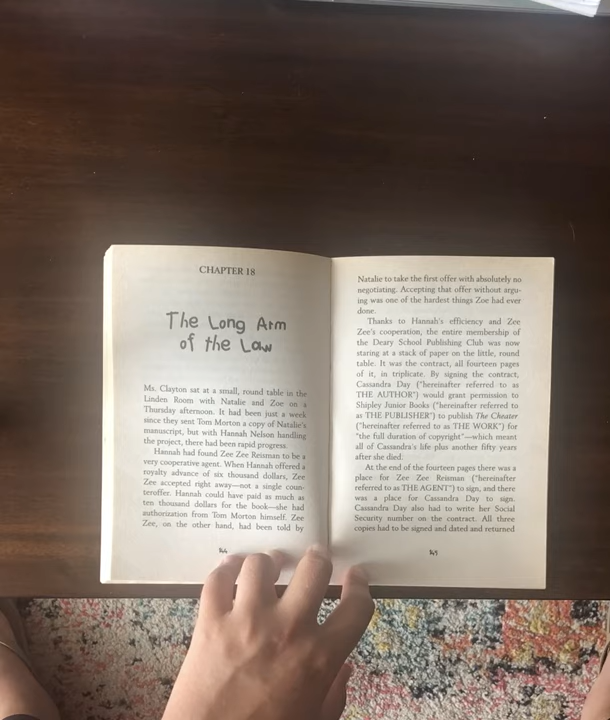 CHAPTER 18
The Long Arm
of the Law
Ms. Clayton sat at a small, round table in the
Linden Room with Natalie and Zoe on a
Thursday afternoon. It had been just a week
since they sent Tom Morton a copy of Natalie's
manuscript, but with Hannah Nelson handling
the project, there had been rapid progress.
Hannah had found Zee Zee Reisman to be a
very cooperative agent. When Hannah offered a
royalty advance of six thousand dollars, Zee
Zee accepted right away—not a single coun-
teroffer. Hannah could have paid as much as
ten thousand dollars for the book—she had
authorization from Tom Morton himself. Zee
Zee, on the other hand, had been told by
Natalie to take the first offer with absolutely no
negotiating. Accepting that offer without argu-
ing was one of the hardest things Zoe had ever
done.
Thanks to Hannah's efficiency and Zee
Zee's cooperation, the entire membership of
the Deary School Publishing Club was now
staring at a stack of paper on the little, round
table. It was the contract, all fourteen pages
of it, in triplicate. By signing the contract,
Cassandra Day ("hereinafter referred to as
THE AUTHOR") would grant permission to
Shipley Junior Books ("hereinafter referred to
as THE PUBLISHER") to publish The Cheater
("hereinafter referred to as THE WORK") for
"the full duration of copyright"—which meant
all of Cassandra's life plus another fifty years
after she died.
At the end of the fourteen pages there was a
place for Zee Zee Reisman ("hereinafter
referred to as THE AGENT") to sign, and there
was a place for Cassandra Day to sign.
Cassandra Day also had to write her Social
Security number on the contract. All three
copies had to be signed and dated and returned